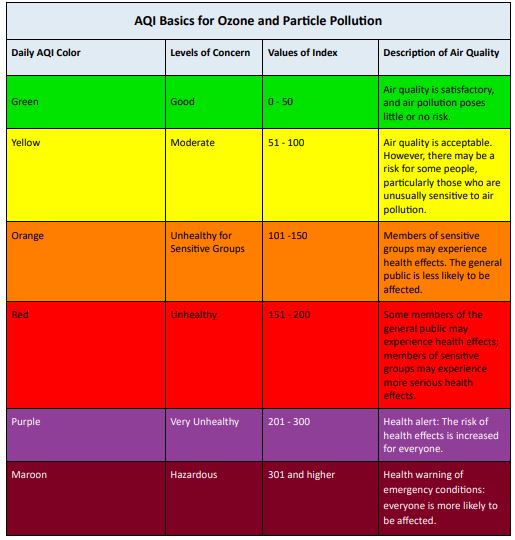 AQI Basics for Ozone and Particle Pollution
Daily AQI Color Levels of Concern Values of Index Description of Air Quality
Green Good 0 - 50 Air quality is satisfactory,
and air pollution poses
little or no risk.
Yellow Moderate 51 - 100 Air quality is acceptable.
However, there may be a
risk for some people,
particularly those who are
unusually sensitive to air
pollution.
Orange Unhealthy for 101 -150 Members of sensitive
Sensitive Groups groups may experience
health effects. The general
public is less likely to be
affected.
Red Unhealthy 151 - 200 Some members of the
general public may
experience health effects;
members of sensitive
groups may experience
more serious health
effects.
Purple Very Unhealthy 201 - 300 Health alert: The risk of
health effects is increased
for everyone.
Maroon Hazardous 301 and higher Health warning of
emergency conditions:
everyone is more likely to
be affected.